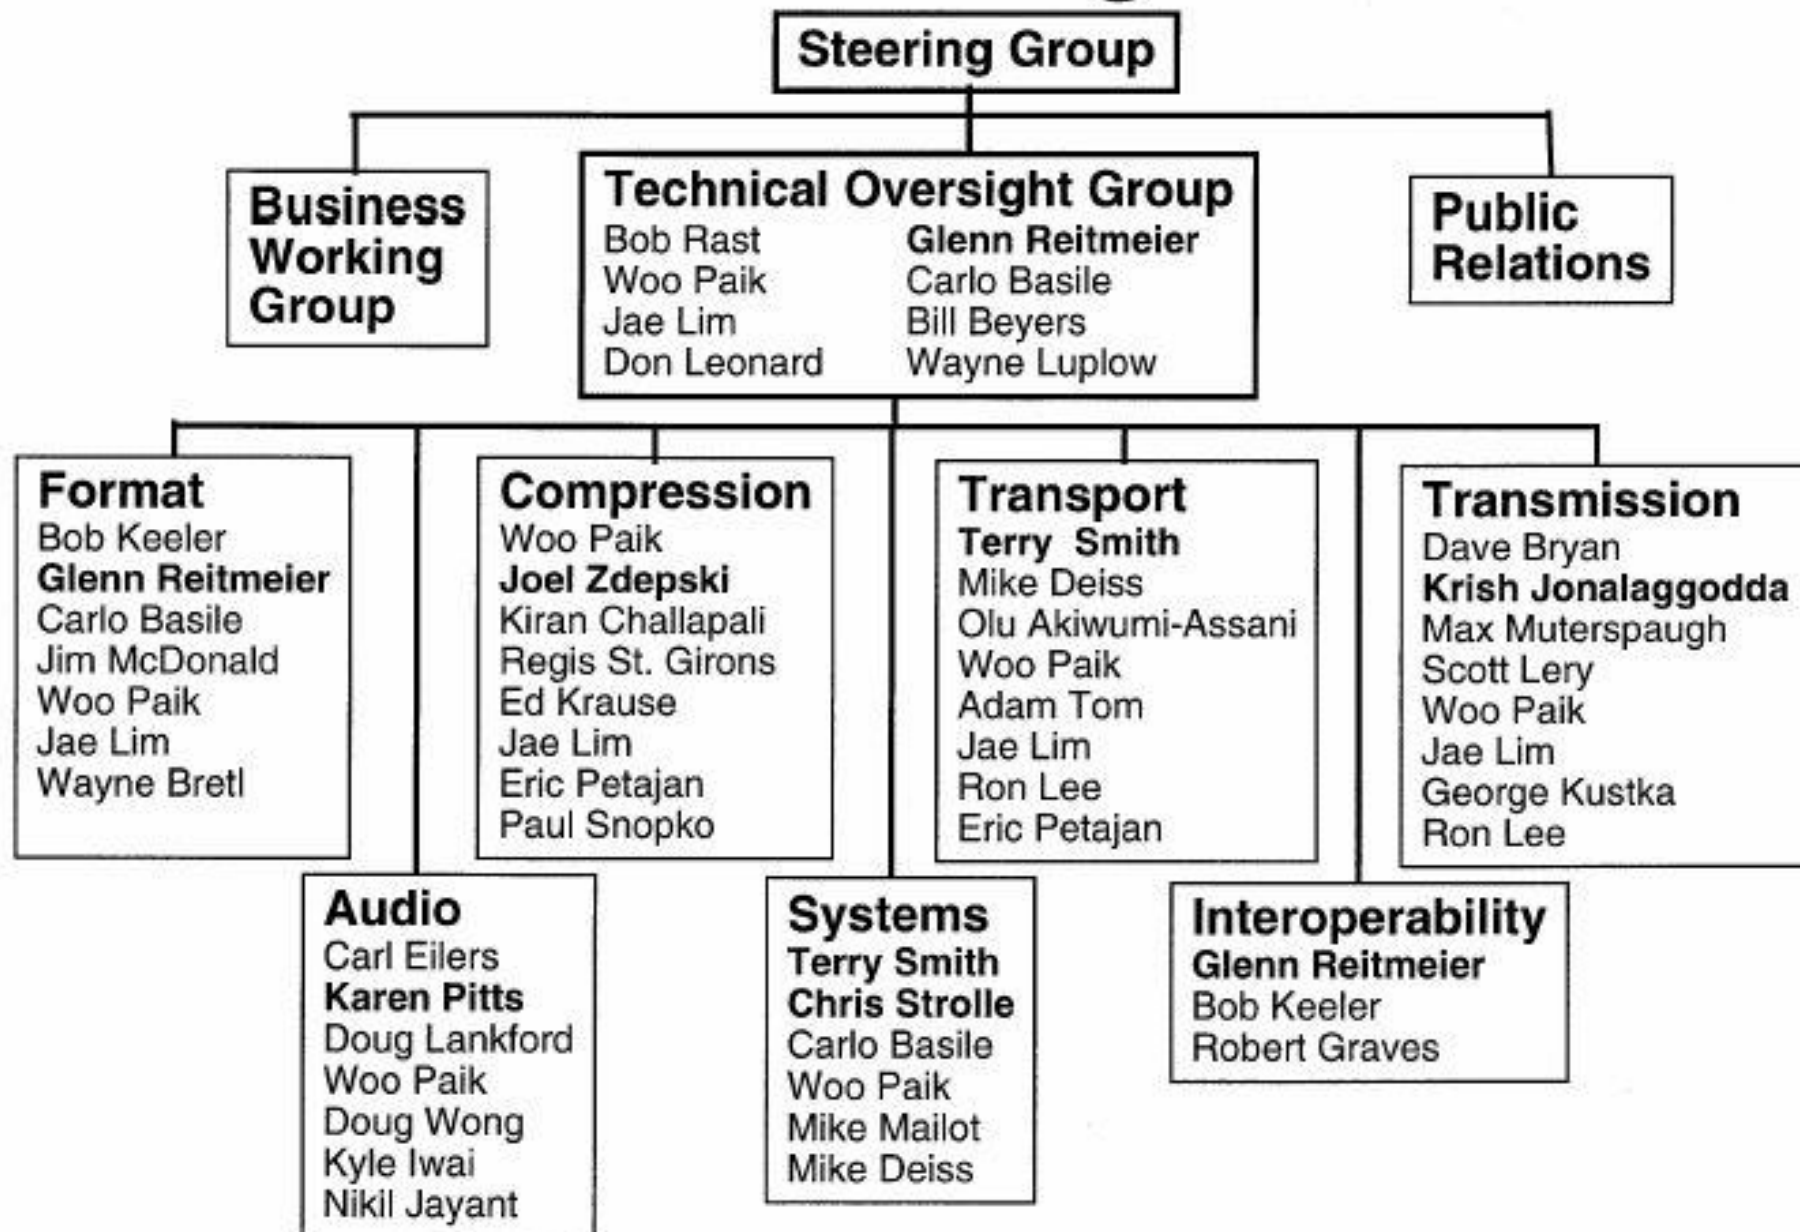 Steering Group
Business
Working
Group
Technical Oversight Group
Bob Rast
Woo Paik
Jae Lim
Don Leonard
Glenn Reitmeier
Carlo Basile
Bill Beyers
Wayne Luplow
Public
Relations
Format
Bob Keeler
Glenn Reitmeier
Carlo Basile
Jim McDonald
Woo Paik
Jae Lim
Wayne Bretl
Compression
Woo Paik
Joel Zdepski
Kiran Challapali
Regis St. Girons
Ed Krause
Jae Lim
Eric Petajan
Paul Snopko
Transport
Terry Smith
Mike Deiss
Olu Akiwumi-Assani
Woo Paik
Adam Tom
Jae Lim
Ron Lee
Eric Petajan
Transmission
Dave Bryan
Krish Jonalaggodda
Max Muterspaugh
Scott Lery
Woo Paik
Jae Lim
George Kustka
Ron Lee
Audio
Carl Eilers
Karen Pitts
Doug Lankford
Woo Paik
Doug Wong
Kyle Iwai
Nikil Jayant
Systems
Terry Smith
Chris Strolle
Carlo Basile
Woo Paik
Mike Mailot
Mike Deiss
Interoperability
Glenn Reitmeier
Bob Keeler
Robert Graves